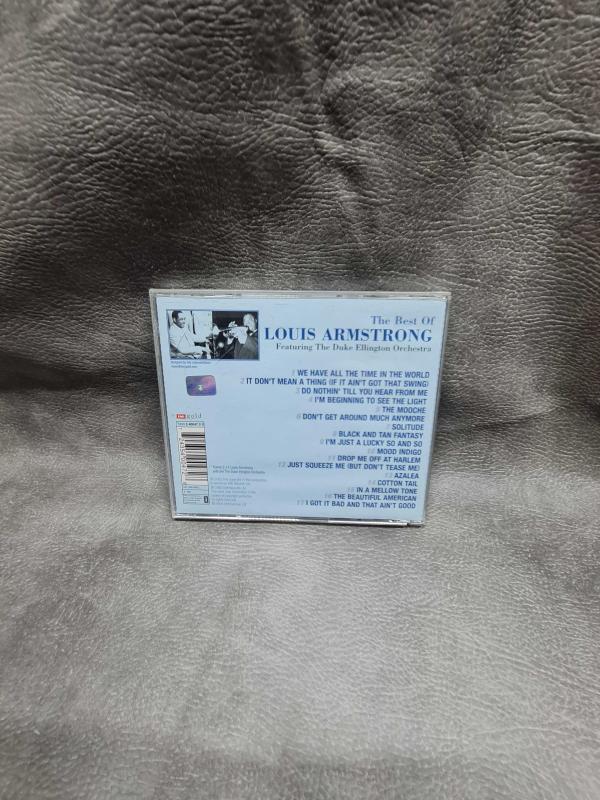 The Best Of
LOUIS ARMSTRONG
Featuring The Duke Ellington Orchestra
1 WE HAVE ALL THE TIME IN THE WORLD
2 IT DON'T MEAN A THING (IF IT AIN'T GOT THAT SWING)
3 DO NOTHIN' TILL YOU HEAR FROM ME
4 I'M BEGINNING TO SEE THE LIGHT
5 THE MOOCHE
6 DON'T GET AROUND MUCH ANYMORE
7 SOLITUDE
8 BLACK AND TAN FANTASY
9 I'M JUST A LUCKY SO AND SO
10 MOOD INDIGO
11 DROP ME OFF AT HARLEM
12 JUST SQUEEZE ME (BUT DON'T TEASE ME)
13 AZALEA
14 COTTON TAIL
15 IN A MELLOW TONE
16 THE BEAUTIFUL AMERICAN
17 I GOT IT BAD AND THAT AIN'T GOOD
EMI gold